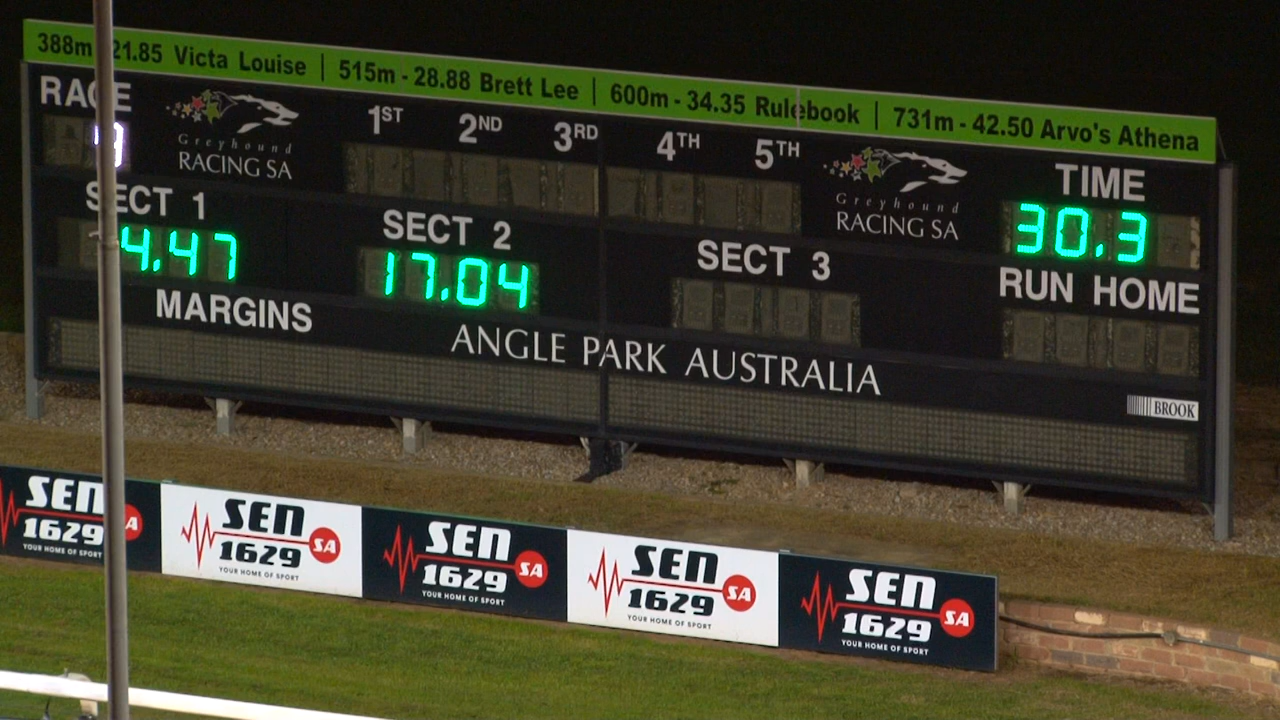 388m 21.85 Victa Louise | 515m - 28.88 Brett Lee | 600m - 34.35 Rulebook | 731m - 42.50 Arvo's Athena
RACE
Greyhound
RACING SA
1ST 2ND 3RD 4TH 5TH
Greyhound
RACING SA
TIME
30.3
SECT 1
4.47
SECT 2
17.04
SECT 3
RUN HOME
MARGINS
ANGLE PARK AUSTRALIA
BROOK
SEN
1629 SA
YOUR HOME OF SPORT
SEN
1629 SA
YOUR HOME OF SPORT
SEN
1629 SA
YOUR HOME OF SPORT
SEN
1629 SA
YOUR HOME OF SPORT
SEN
1629 SA
YOUR HOME OF SPORT